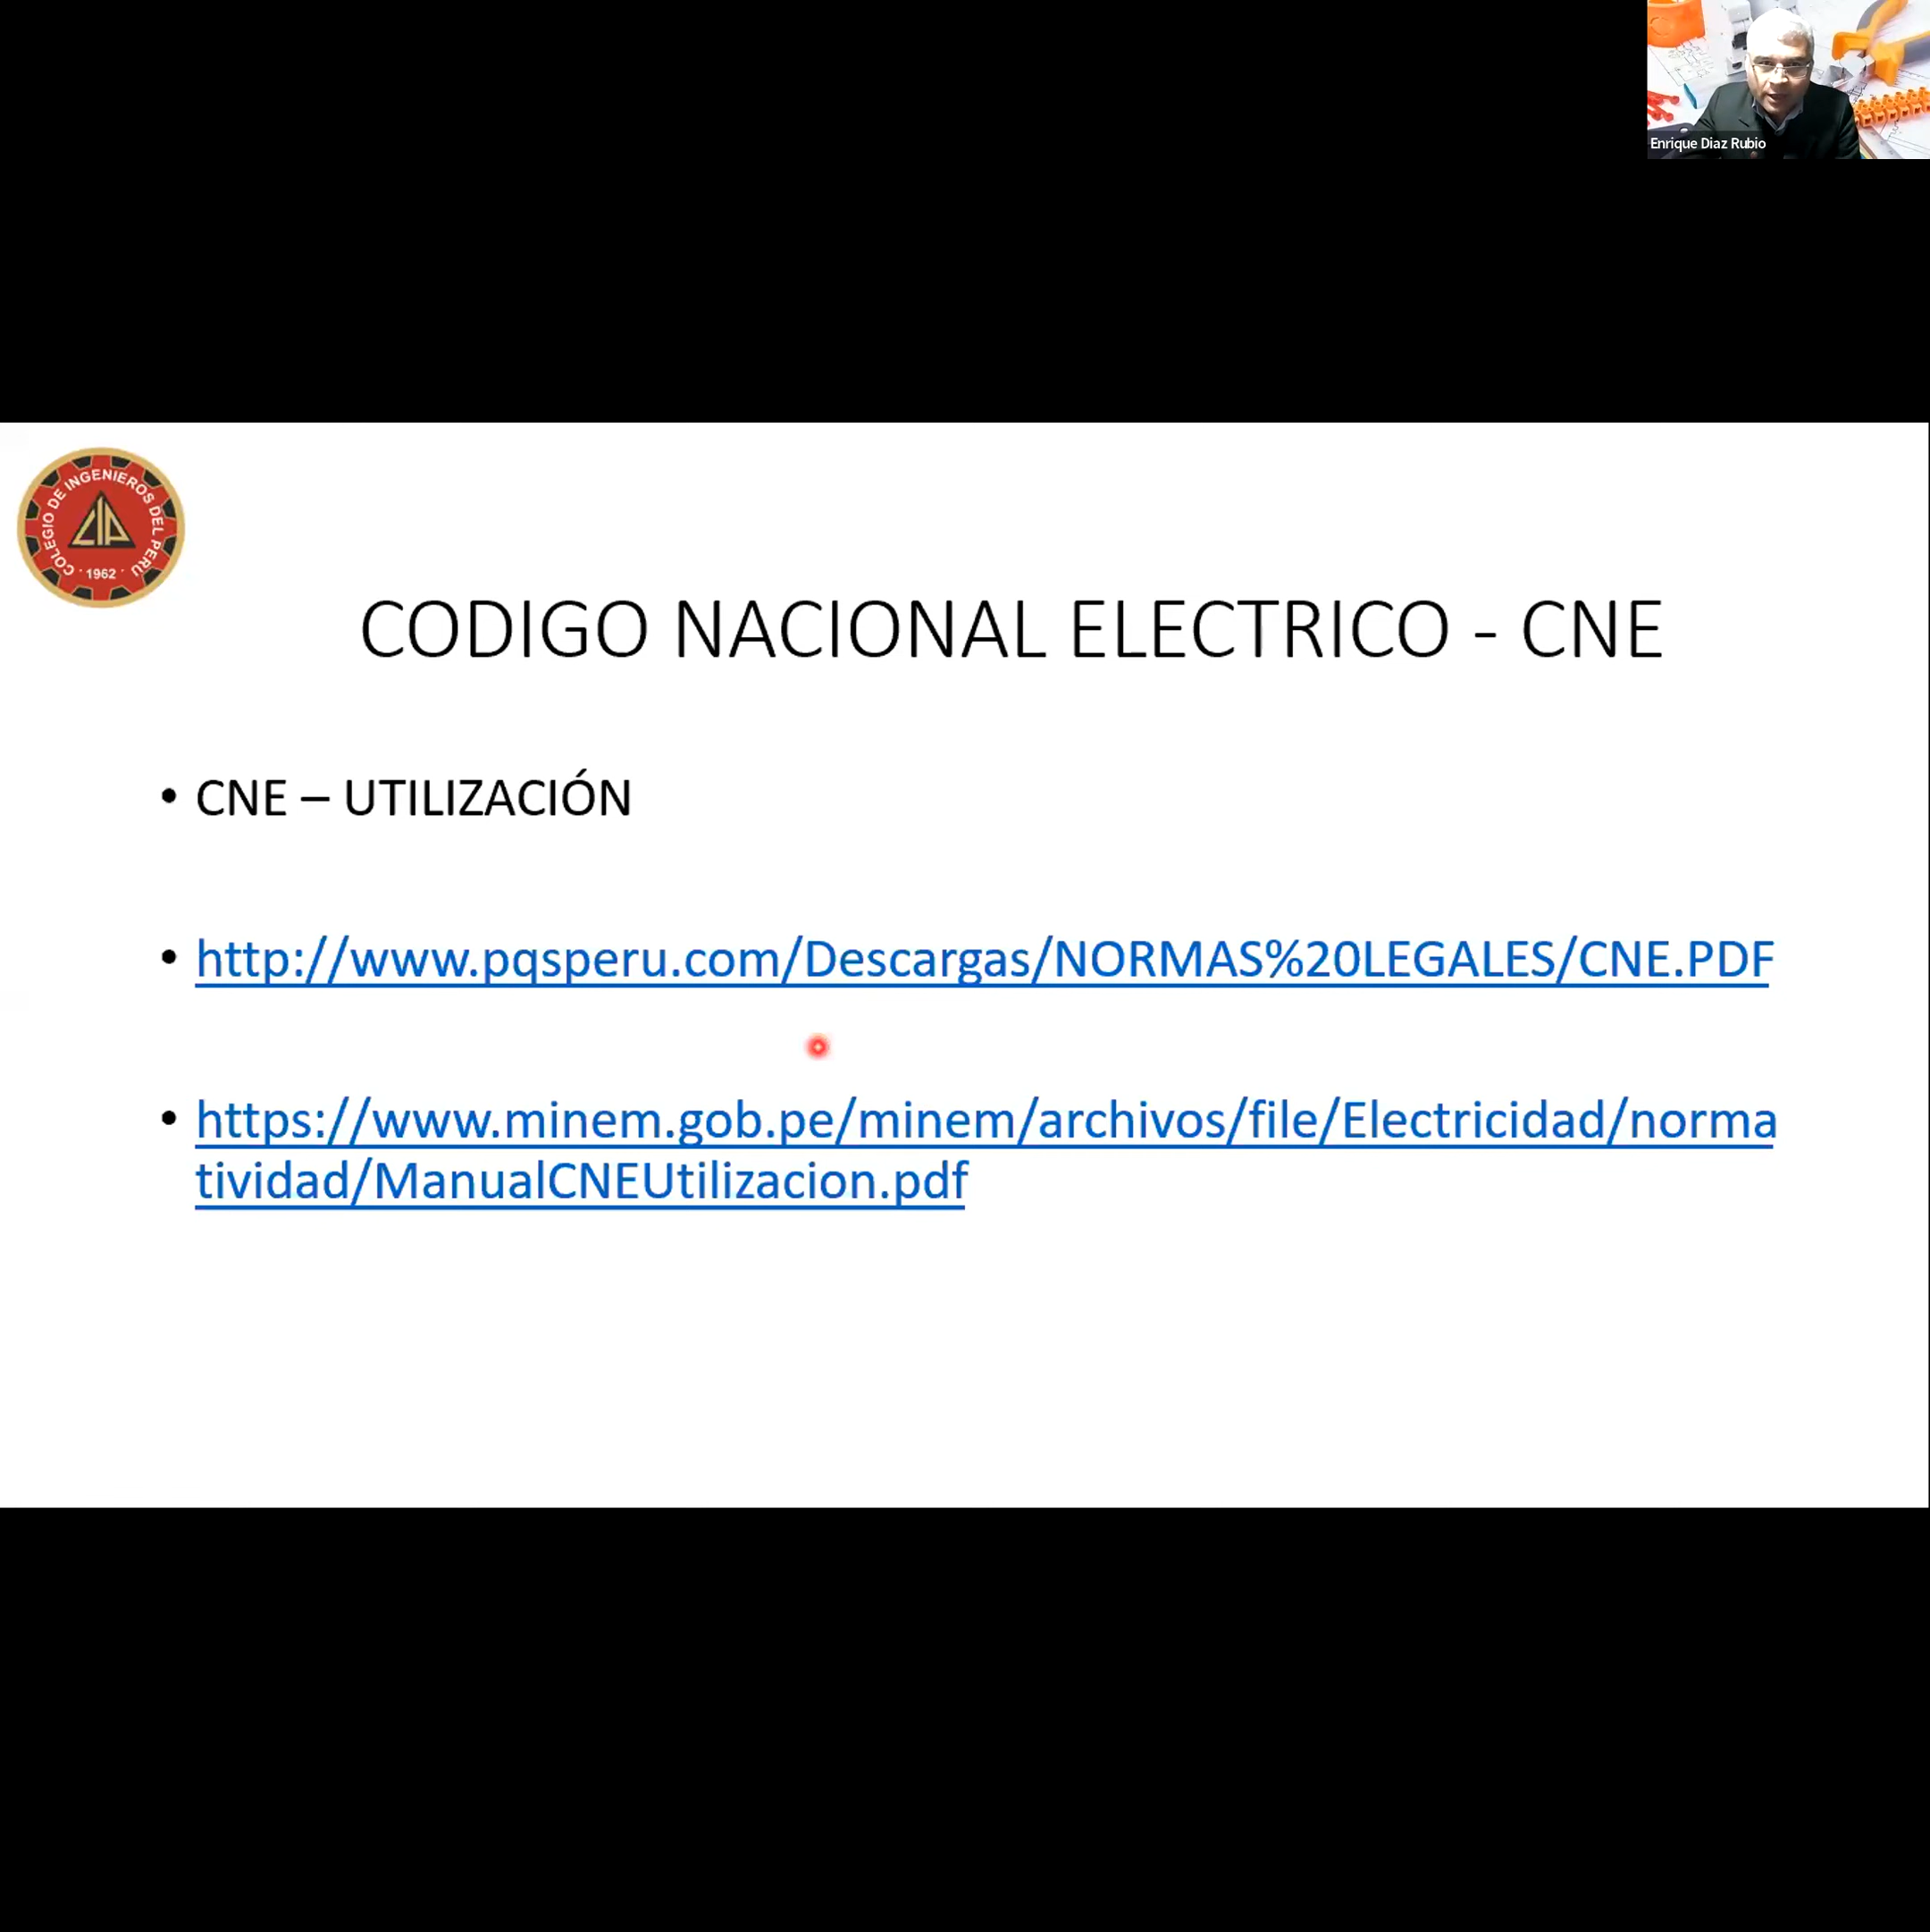 Enrique Diaz Rubio
COLEGIO DE INGENIEROS DEL PERU
CIP
· 1962 ·
CODIGO NACIONAL ELECTRICO - CNE
• CNE – UTILIZACIÓN
• http://www.pqsperu.com/Descargas/NORMAS%20LEGALES/CNE.PDF
• https://www.minem.gob.pe/minem/archivos/file/Electricidad/norma
tividad/ManualCNEUtilizacion.pdf